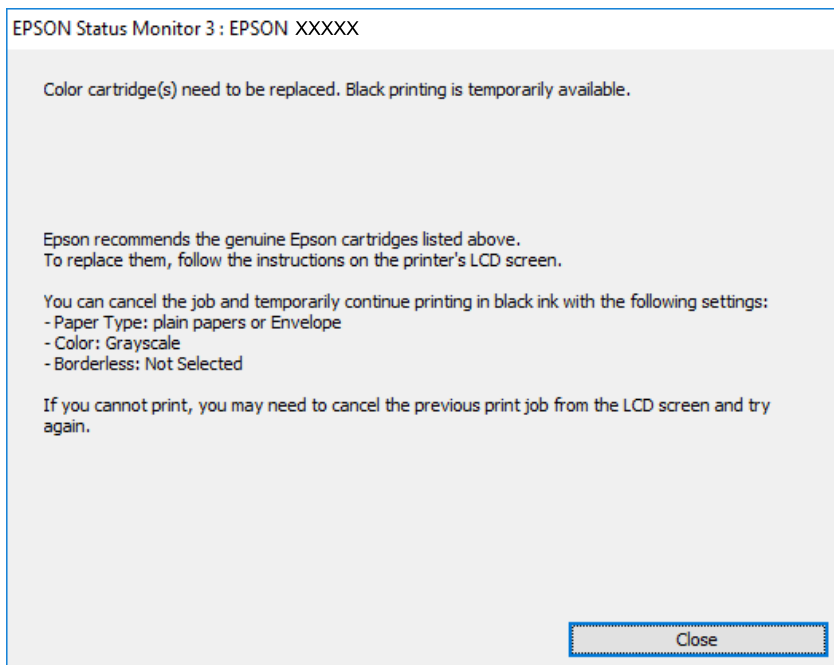 EPSON Status Monitor 3 : EPSON XXXXX
Color cartridge(s) need to be replaced. Black printing is temporarily available.
Epson recommends the genuine Epson cartridges listed above.
To replace them, follow the instructions on the printer's LCD screen.
You can cancel the job and temporarily continue printing in black ink with the following settings:
- Paper Type: plain papers or Envelope
- Color: Grayscale
- Borderless: Not Selected
If you cannot print, you may need to cancel the previous print job from the LCD screen and try
again.
Close